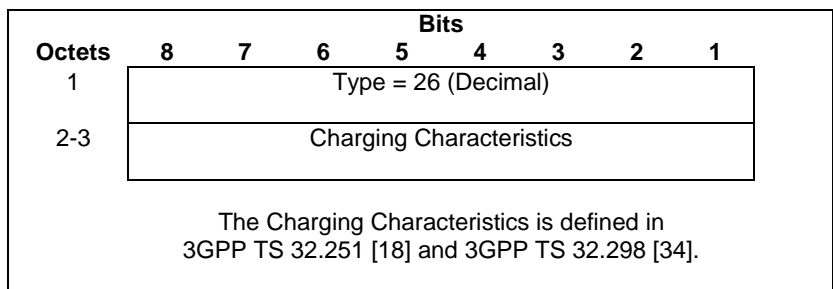 Bits
Octets 8 7 6 5 4 3 2 1
1 Type = 26 (Decimal)
2-3 Charging Characteristics
The Charging Characteristics is defined in
3GPP TS 32.251 [18] and 3GPP TS 32.298 [34].